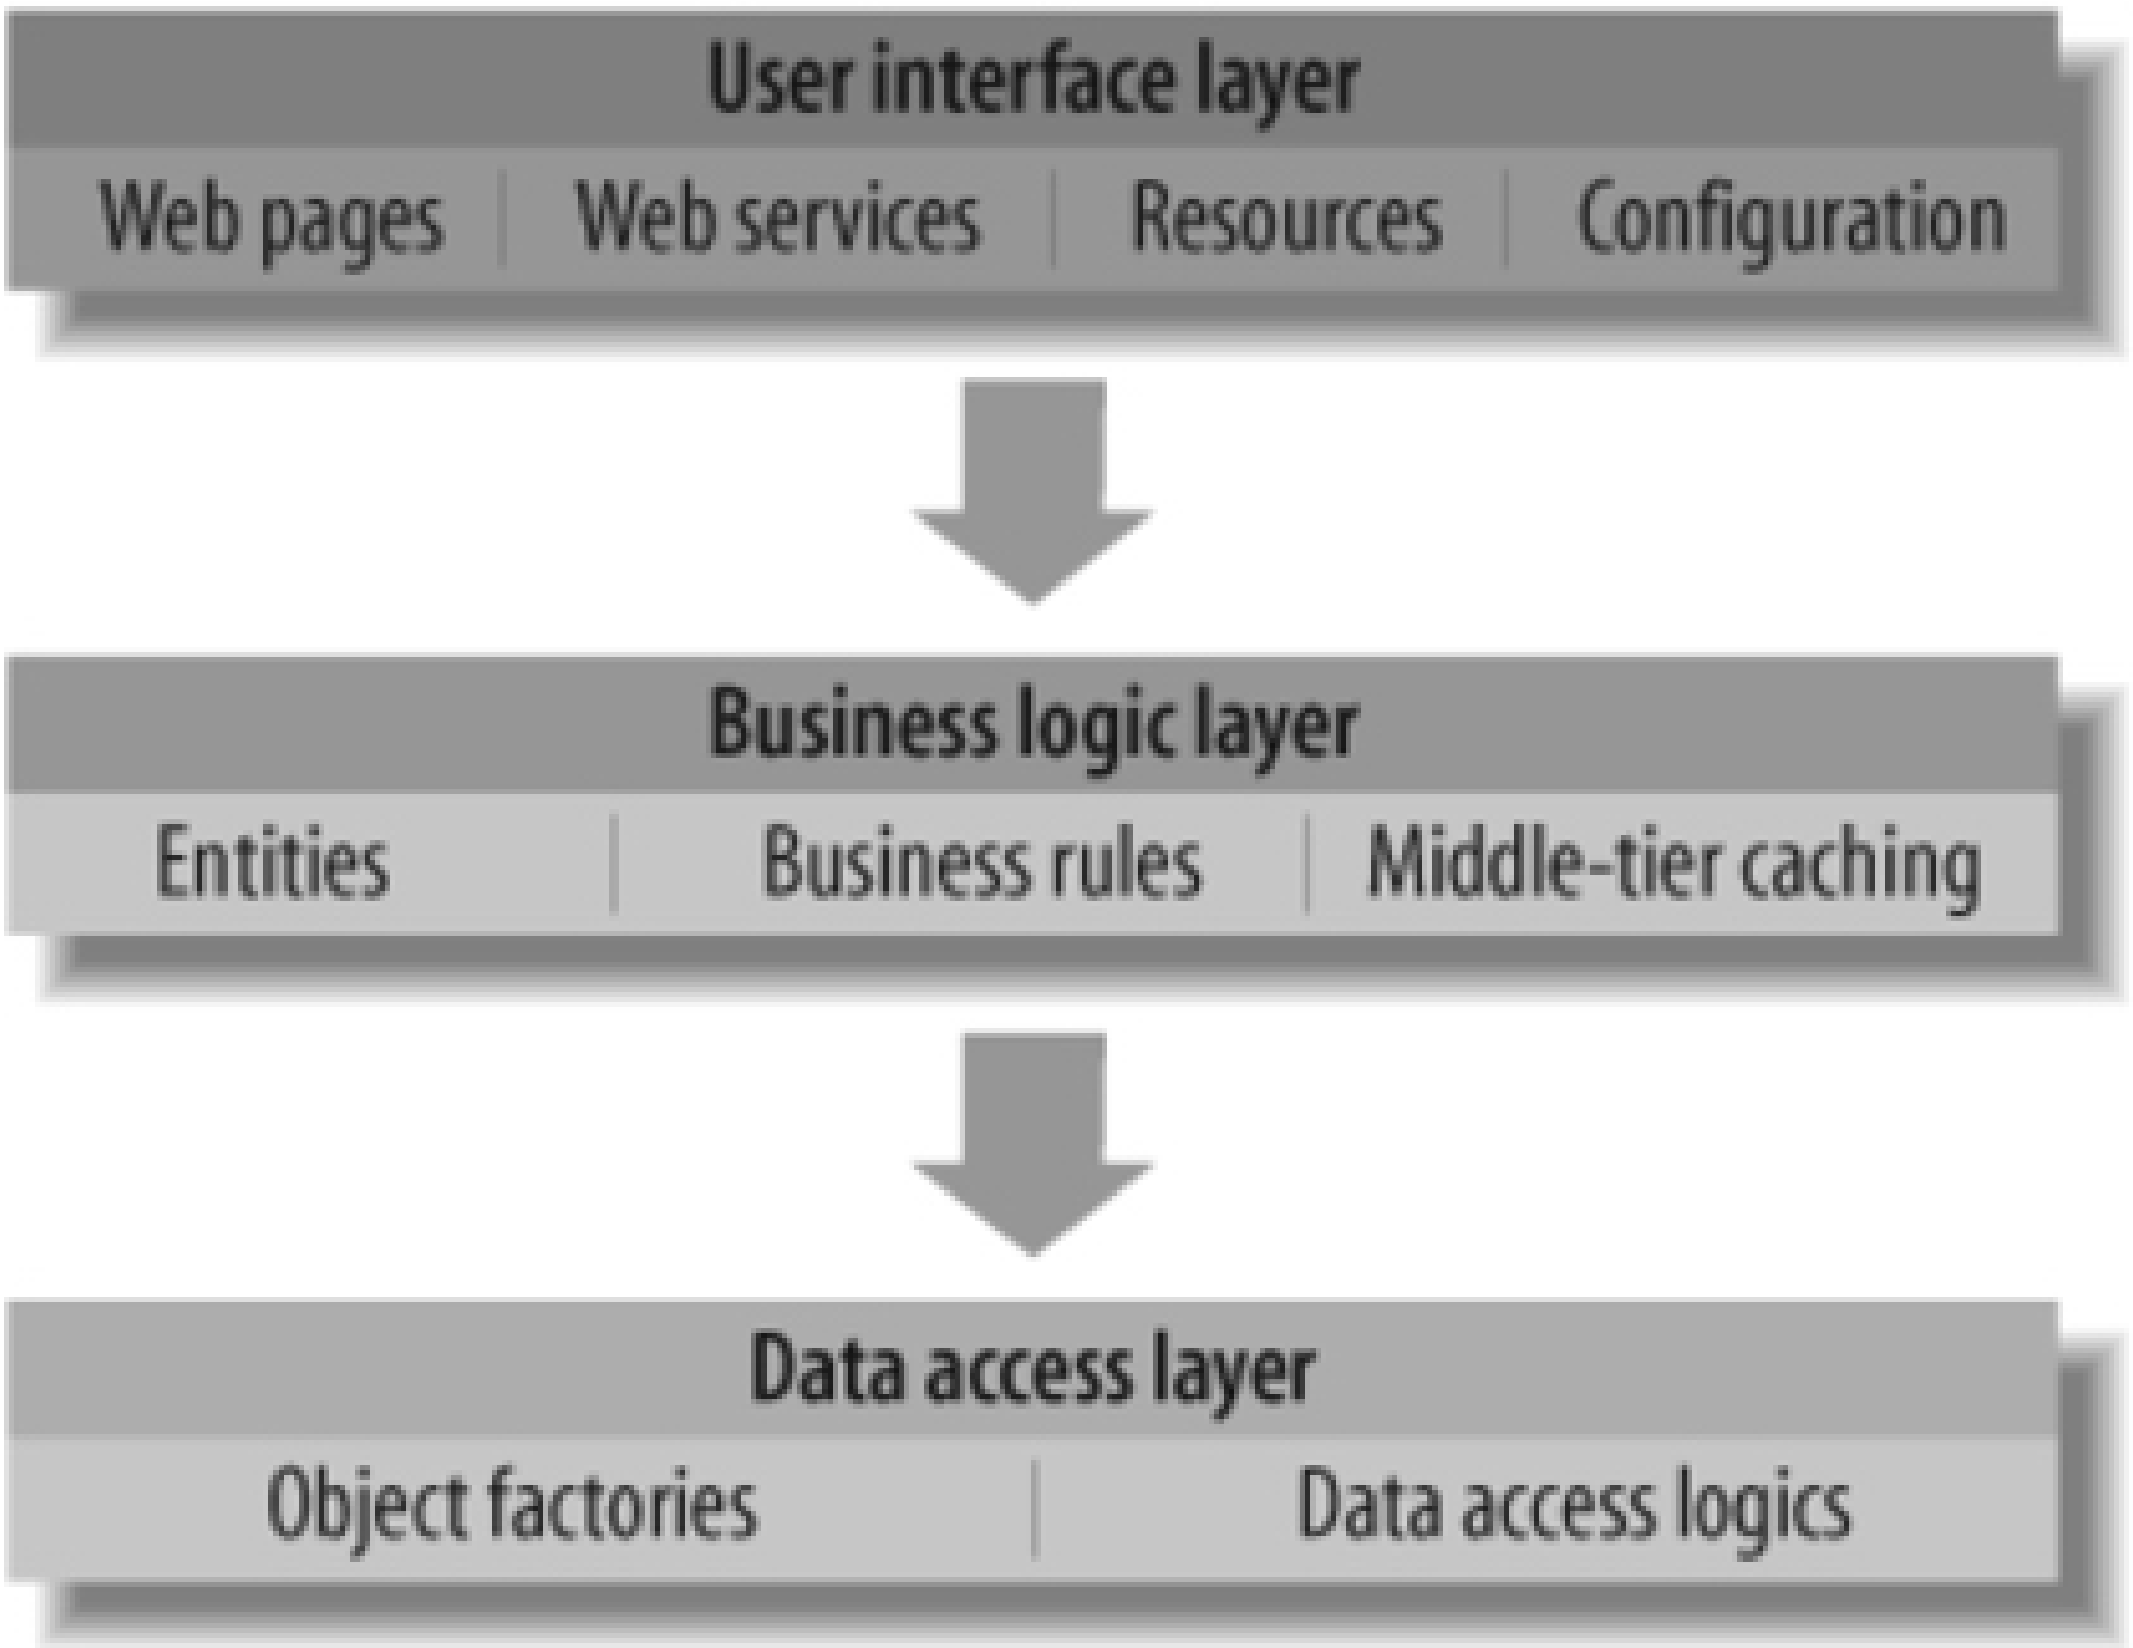 User interface layer
Web pages Web services Resources Configuration
Business logic layer
Entities Business rules Middle-tier caching
Data access layer
Object factories Data access logics